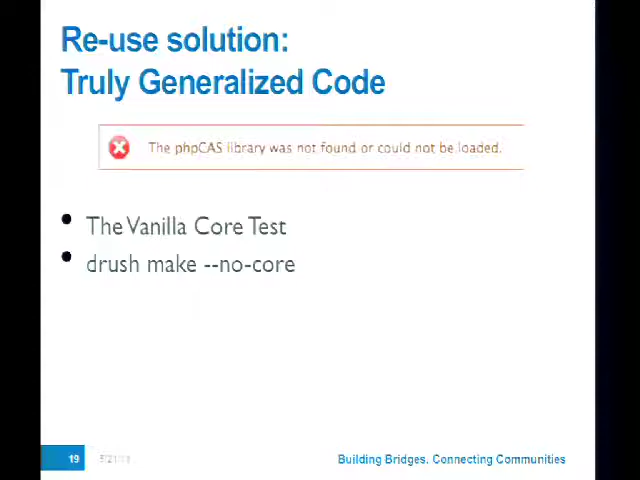 Re-use solution:
Truly Generalized Code
The phpCAS library was not found or could not be loaded.
The Vanilla Core Test
drush make --no-core
19
Building Bridges. Connecting Communities